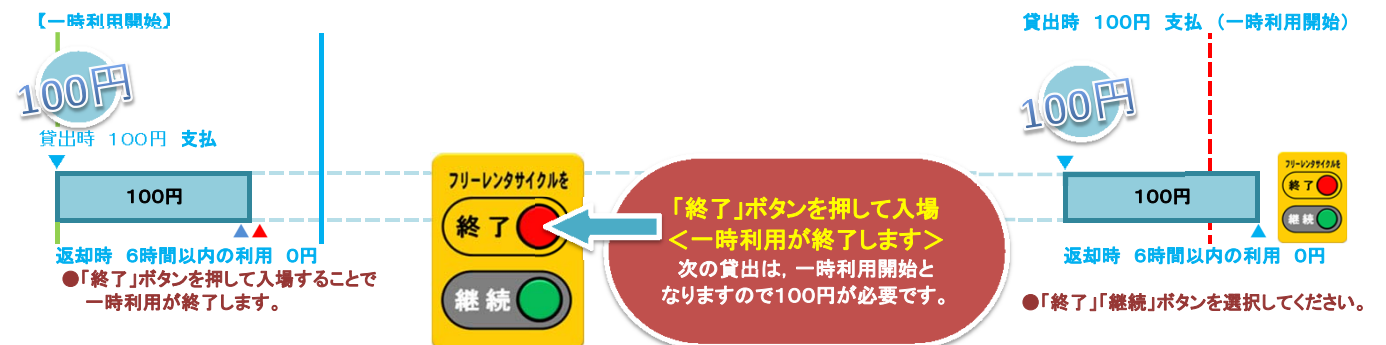 【一時利用開始】
100円
貸出時 100円 支払
100円
返却時 6時間以内の利用 0円
●「終了」ボタンを押して入場することで
一時利用が終了します。
フリーレンタサイクルを
終了
継続
「終了」ボタンを押して入場
＜一時利用が終了します＞
次の貸出は，一時利用開始と
なりますので100円が必要です。
貸出時 100円 支払 （一時利用開始）
100円
100円
フリーレンタサイクルを
終了
継続
返却時 6時間以内の利用 0円
●「終了」「継続」ボタンを選択してください。